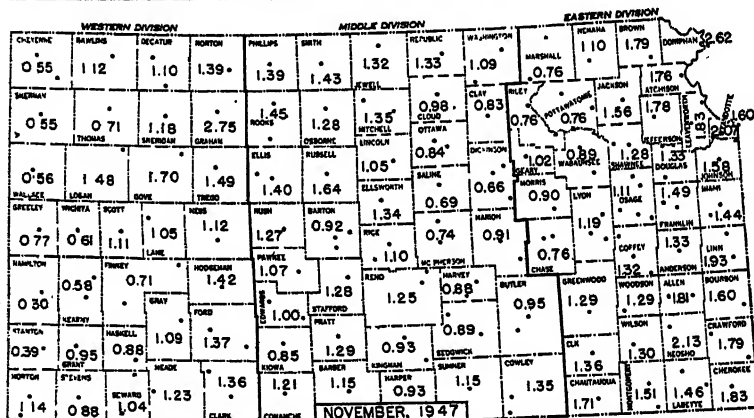 WESTERN DIVISION MIDDLE DIVISION EASTERN DIVISION
CHEYENNE RAWLINS DECATUR NORTON PHILLIPS SMITH REPUBLIC WASHINGTON MARSHALL NEMAHA BROWN DONIPHAN 2.62
0.55 1.12 1.10 1.39 1.39 1.43 1.32 1.33 1.09 0.76 1.10 1.79
JEWELL
SHERMAN CLAY RILEY POTTAWATOMIE JACKSON 1.76 ATCHISON
0.55 0.71 1.18 2.75 1.45 1.28 1.35 0.98 0.83 0.76 0.76 1.56 1.78 1.83 1.60
THOMAS SHERIDAN GRAHAM ROOKS OSBORNE MITCHELL CLOUD JEFFERSON LEAVENWORTH WYANDOTTE
ELLIS RUSSELL LINCOLN OTTAWA DICKINSON
0.56 1.48 1.70 1.49 1.40 1.64 1.05 0.84 1.02 0.89 1.28 1.33 1.58
WALLACE LOGAN GOVE TREGO ELLSWORTH SALINE GEARY WABAUNSEE SHAWNEE DOUGLAS JOHNSON
1.34 0.69 0.66 MORRIS 0.90 LYON 1.11 OSAGE 1.49 MIAMI 1.44
GREELEY WICHITA SCOTT NESS RUSH BARTON RICE MARION FRANKLIN
0.77 0.61 1.11 1.05 1.12 1.27 0.92 1.10 0.74 0.91 0.76 1.19
LANE MC PHERSON CHASE
HAMILTON FINNEY HODGEMAN PAWNEE COFFEY 1.33 LINN
0.30 0.58 0.71 1.42 1.07 1.28 RENO 1.25 HARVEY 0.88 BUTLER 0.95 1.32 ANDERSON 1.93
KEARNY GRAY FORD EDWARDS STAFFORD GREENWOOD WOODSON ALLEN BOURBON
1.00 1.29 1.29 1.81 1.60
STANTON HASKELL PRATT WILSON CRAWFORD
0.39 0.95 0.88 1.09 1.37 0.85 1.29 0.93 0.89 1.30 2.13 1.79
GRANT KIOWA KINGMAN SEDGWICK ELK NEOSHO
MORTON STEVENS SEWARD MEADE BARBER HARPER SUMNER COWLEY 1.36 CHEROKEE
1.14 0.88 1.04 1.23 1.36 1.21 1.15 0.93 1.15 1.35 CHAUTAUQUA 1.71 MONTGOMERY 1.51 1.46 1.83
CLARK COMANCHE LABETTE
NOVEMBER, 1947